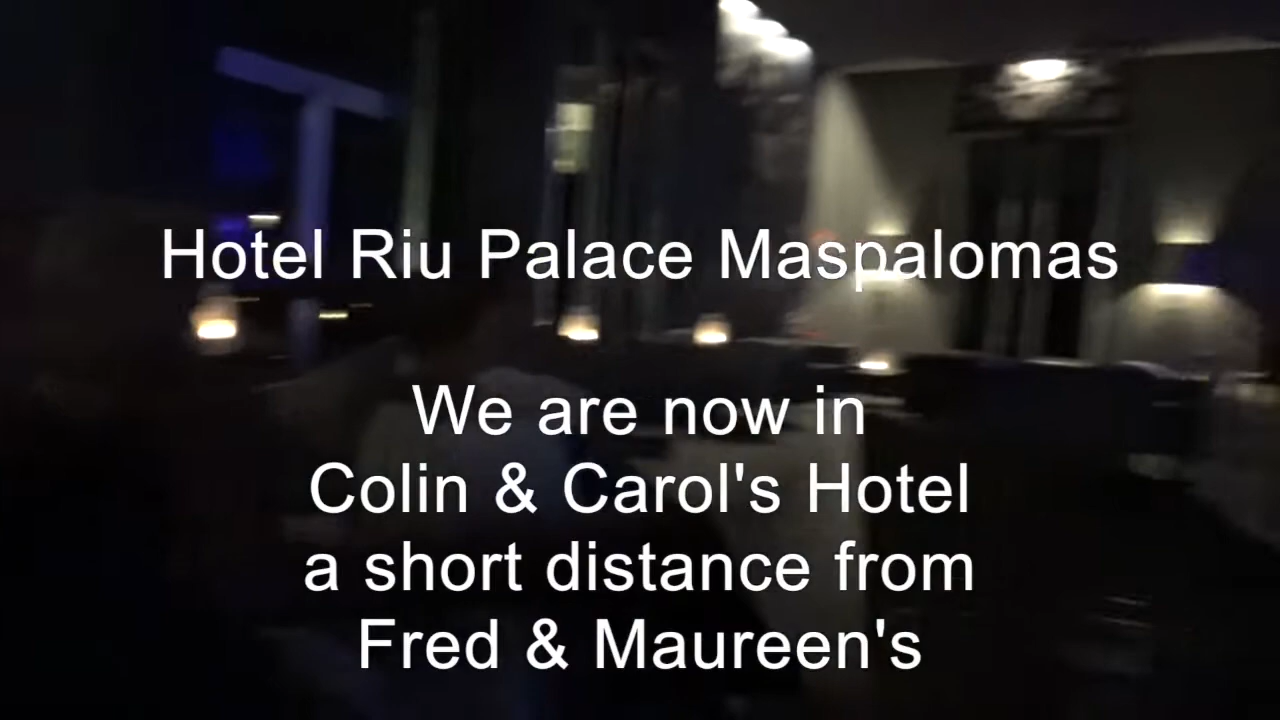 Hotel Riu Palace Maspalomas
We are now in
Colin & Carol's Hotel
a short distance from
Fred & Maureen's